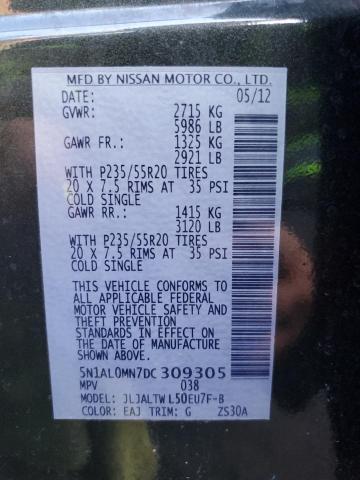 MFD BY NISSAN MOTOR CO., LTD.
DATE: 05/12
GVWR: 2715 KG
5986 LB
GAWR FR.: 1325 KG
2921 LB
WITH P235/55R20 TIRES
20 X 7.5 RIMS AT 35 PSI
COLD SINGLE
GAWR RR.: 1415 KG
3120 LB
WITH P235/55R20 TIRES
20 X 7.5 RIMS AT 35 PSI
COLD SINGLE
THIS VEHICLE CONFORMS TO
ALL APPLICABLE FEDERAL
MOTOR VEHICLE SAFETY AND
THEFT PREVENTION
STANDARDS IN EFFECT ON
THE DATE OF MANUFACTURE
SHOWN ABOVE.
5N1AL0MN7DC 309305
MPV 038
MODEL: JLJALTW L50EU7F-B
COLOR: EAJ TRIM: G ZS30A